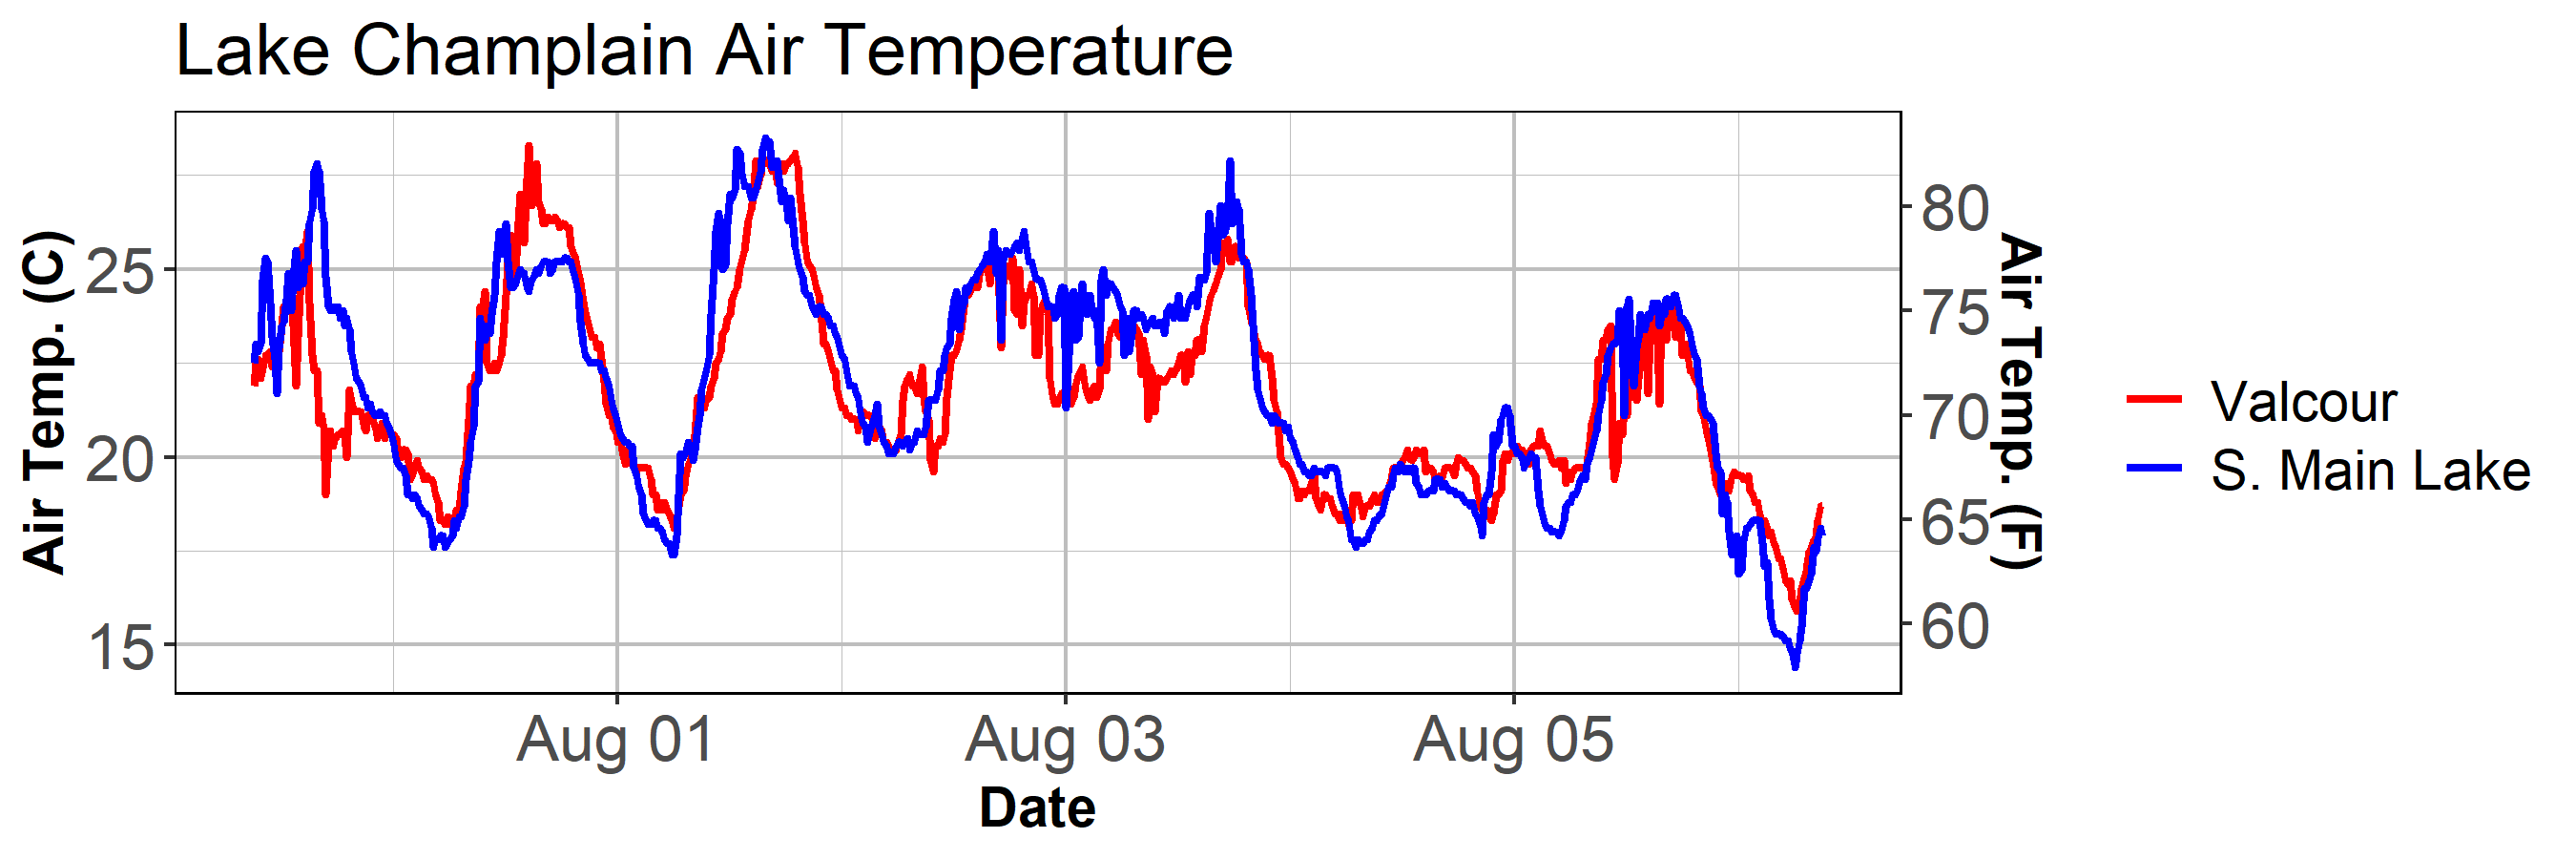 Lake Champlain Air Temperature
Air Temp. (C)
25
20
15
80
75
70
65
60
Air Temp. (F)
Aug 01
Aug 03
Aug 05
Date
Valcour
S. Main Lake